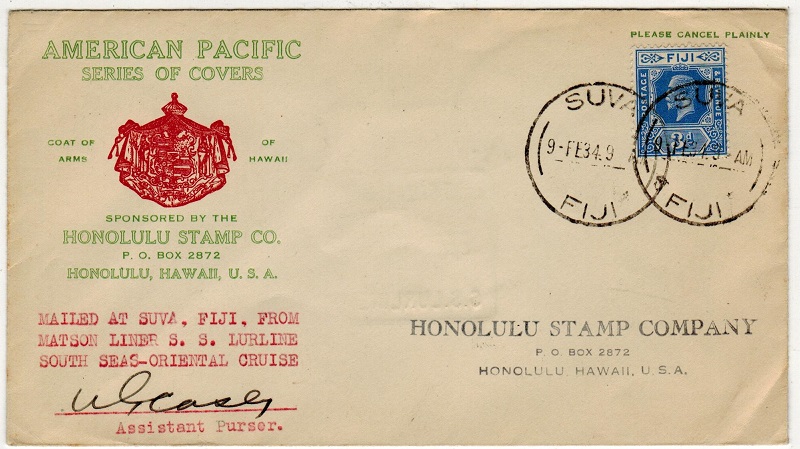 AMERICAN PACIFIC
SERIES OF COVERS
COAT OF ARMS
OF HAWAII
SPONSORED BY THE
HONOLULU STAMP CO.
P. O. BOX 2872
HONOLULU, HAWAII, U. S. A.
MAILED AT SUVA, FIJI, FROM
MATSON LINER S. S. LURLINE
SOUTH SEAS-ORIENTAL CRUISE
Assistant Purser.
PLEASE CANCEL PLAINLY
FIJI
POSTAGE
& REVENUE
SUVA
9-FE34.9
FIJI
SUVA
AM
FIJI
HONOLULU STAMP COMPANY
P. O. BOX 2872
HONOLULU, HAWAII, U. S. A.